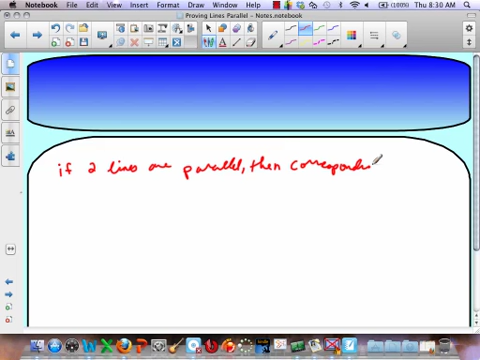 Notebook File Edit View Insert Format Draw Window Help (100%) Thu 8:30 AM
Proving Lines Parallel – Notes.notebook
if 2 lines are parallel, then